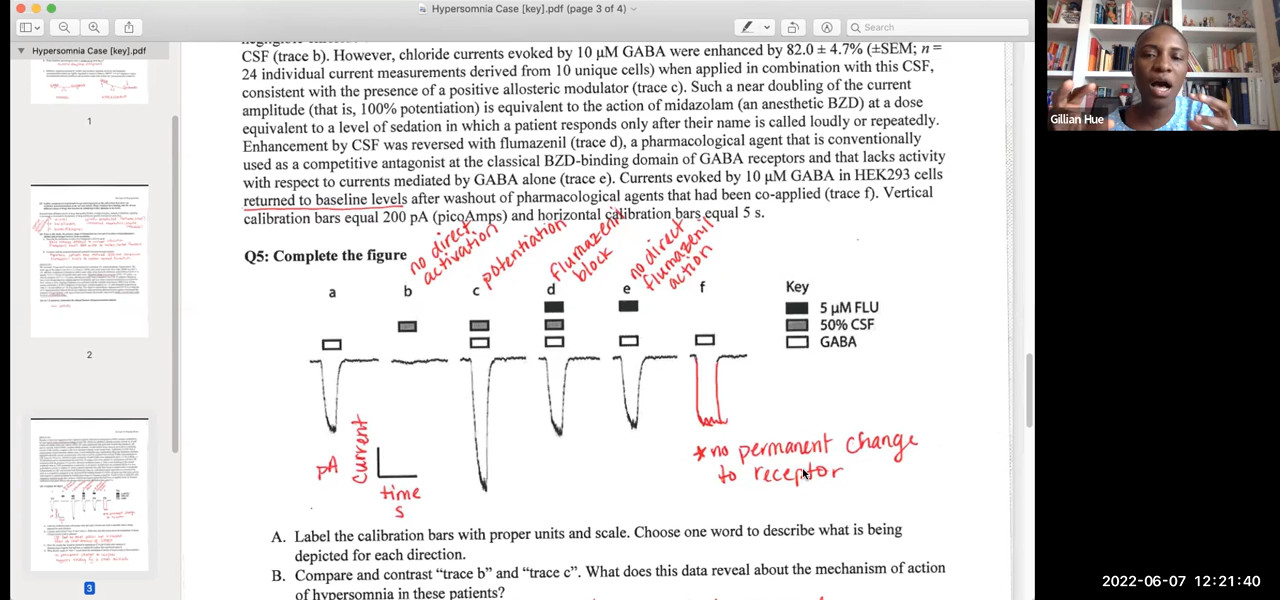 Hypersomnia Case [key].pdf (page 3 of 4)
Search
Hypersomnia Case [key].pdf
1
2
3
CSF (trace b). However, chloride currents evoked by 10 µM GABA were enhanced by 82.0 ± 4.7% (±SEM; n =
24 individual current measurements derived from 10 unique cells) when applied in combination with this CSF,
consistent with the presence of a positive allosteric modulator (trace c). Such a near doubling of the current
amplitude (that is, 100% potentiation) is equivalent to the action of midazolam (an anesthetic BZD) at a dose
equivalent to a level of sedation in which a patient responds only after their name is called loudly or repeatedly.
Enhancement by CSF was reversed with flumazenil (trace d), a pharmacological agent that is conventionally
used as a competitive antagonist at the classical BZD-binding domain of GABA receptors and that lacks activity
with respect to currents mediated by GABA alone (trace e). Currents evoked by 10 µM GABA in HEK293 cells
returned to baseline levels after washout of pharmacological agents that had been co-applied (trace f). Vertical
calibration bars equal 200 pA (picoAmps) and horizontal calibration bars equal 5 s.
Q5: Complete the figure
no direct
activation
potentiation
flumazenil
block
no direct
flumazenil
action
a b c d e f Key
5 µM FLU
50% CSF
GABA
pA
current
time
s
*no permanent change
to receptor
A. Label the calibration bars with proper units and scale. Choose one word to describe what is being
depicted for each direction.
B. Compare and contrast “trace b” and “trace c”. What does this data reveal about the mechanism of action
of hypersomnia in these patients?
Gillian Hue
2022-06-07 12:21:40